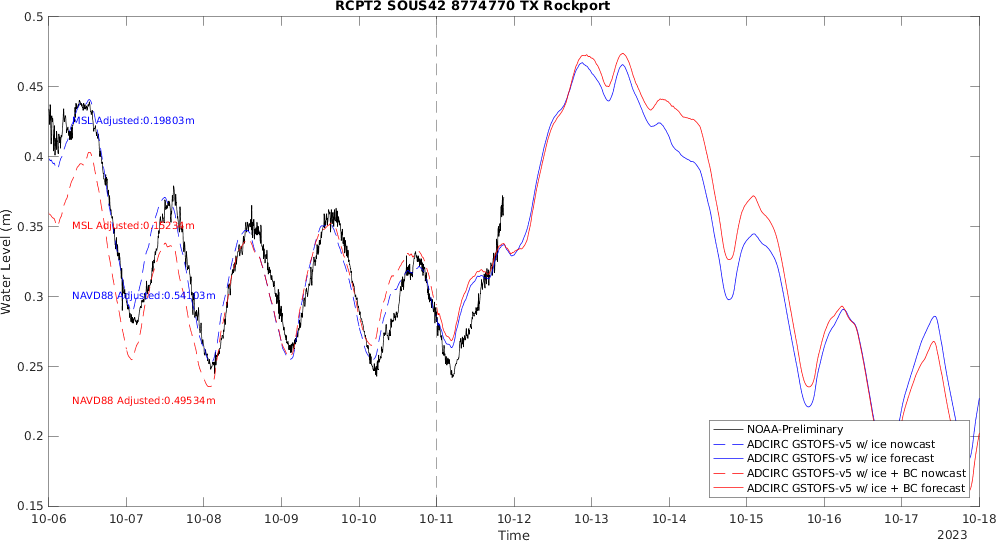 RCPT2 SOUS42 8774770 TX Rockport
0.5
0.45
0.4
0.35
0.3
0.25
0.2
0.15
Water Level (m)
MSL Adjusted:0.19803m
MSL Adjusted:0.15234m
NAVD88 Adjusted:0.54103m
NAVD88 Adjusted:0.49534m
NOAA-Preliminary
ADCIRC GSTOFS-v5 w/ ice nowcast
ADCIRC GSTOFS-v5 w/ ice forecast
ADCIRC GSTOFS-v5 w/ ice + BC nowcast
ADCIRC GSTOFS-v5 w/ ice + BC forecast
10-06 10-07 10-08 10-09 10-10 10-11 10-12 10-13 10-14 10-15 10-16 10-17 10-18
Time
2023